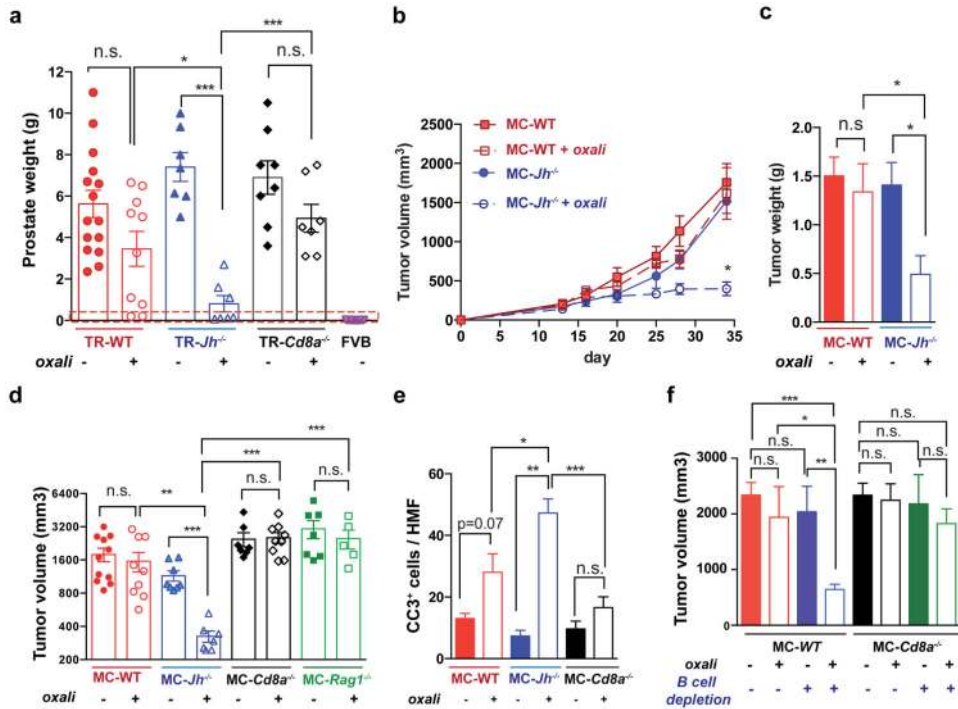 a
n.s. * *** *** n.s.
Prostate weight (g)
12
10
8
6
4
2
0
TR-WT TR-Jh-/- TR-Cd8a-/- FVB
oxali - + - + - + -
b
Tumor volume (mm3)
2500
2000
1500
1000
500
0
MC-WT
MC-WT + oxali
MC-Jh-/-
MC-Jh-/- + oxali
*
0 5 10 15 20 25 30 35
day
c
*
n.s *
Tumor weight (g)
2.0
1.5
1.0
0.5
0.0
MC-WT MC-Jh-/-
oxali - + - +
d
***
***
n.s. ** *** n.s. n.s.
Tumor volume (mm3)
6400
3200
1600
800
400
200
MC-WT MC-Jh-/- MC-Cd8a-/- MC-Rag1-/-
oxali - + - + - + - +
e
*
** ***
p=0.07 n.s.
CC3+ cells / HMF
60
40
20
0
MC-WT MC-Jh-/- MC-Cd8a-/-
oxali - + - + - +
f
*** n.s.
* n.s.
n.s. ** n.s.
n.s. n.s.
Tumor volume (mm3)
3000
2000
1000
0
MC-WT MC-Cd8a-/-
oxali - + - + - + - +
B cell
depletion - - + + - - + +